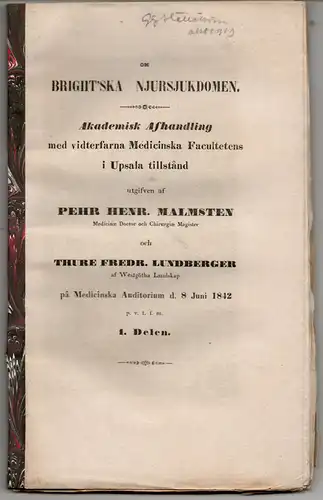 OM
BRIGHT'SKA NJURSJUKDOMEN.
Akademisk Afhandling
med vidterfarna Medicinska Facultetens
i Upsala tillstånd
utgifven af
PEHR HENR. MALMSTEN
Medicinæ Doctor och Chirurgiæ Magister
och
THURE FREDR. LUNDBERGER
af Westgötha Landskap
på Medicinska Auditorium d. 8 Juni 1842
p. v. t. f. m.
1. Delen.